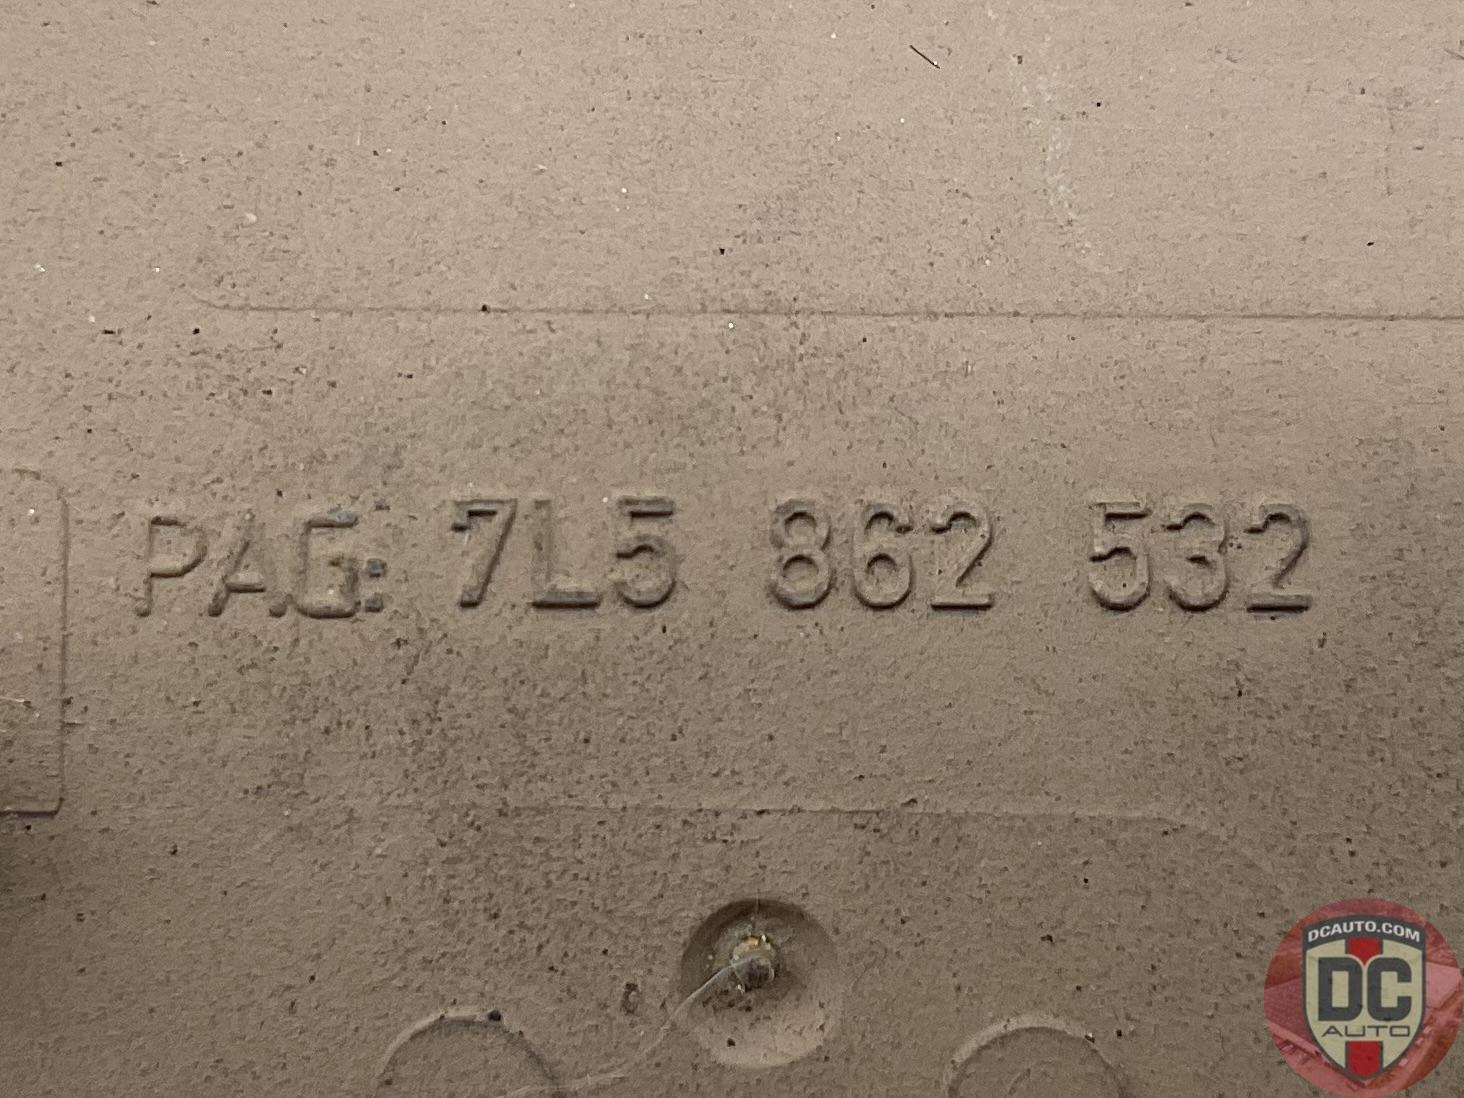 PAG: 7L5 862 532
DCAUTO.COM
DC
AUTO